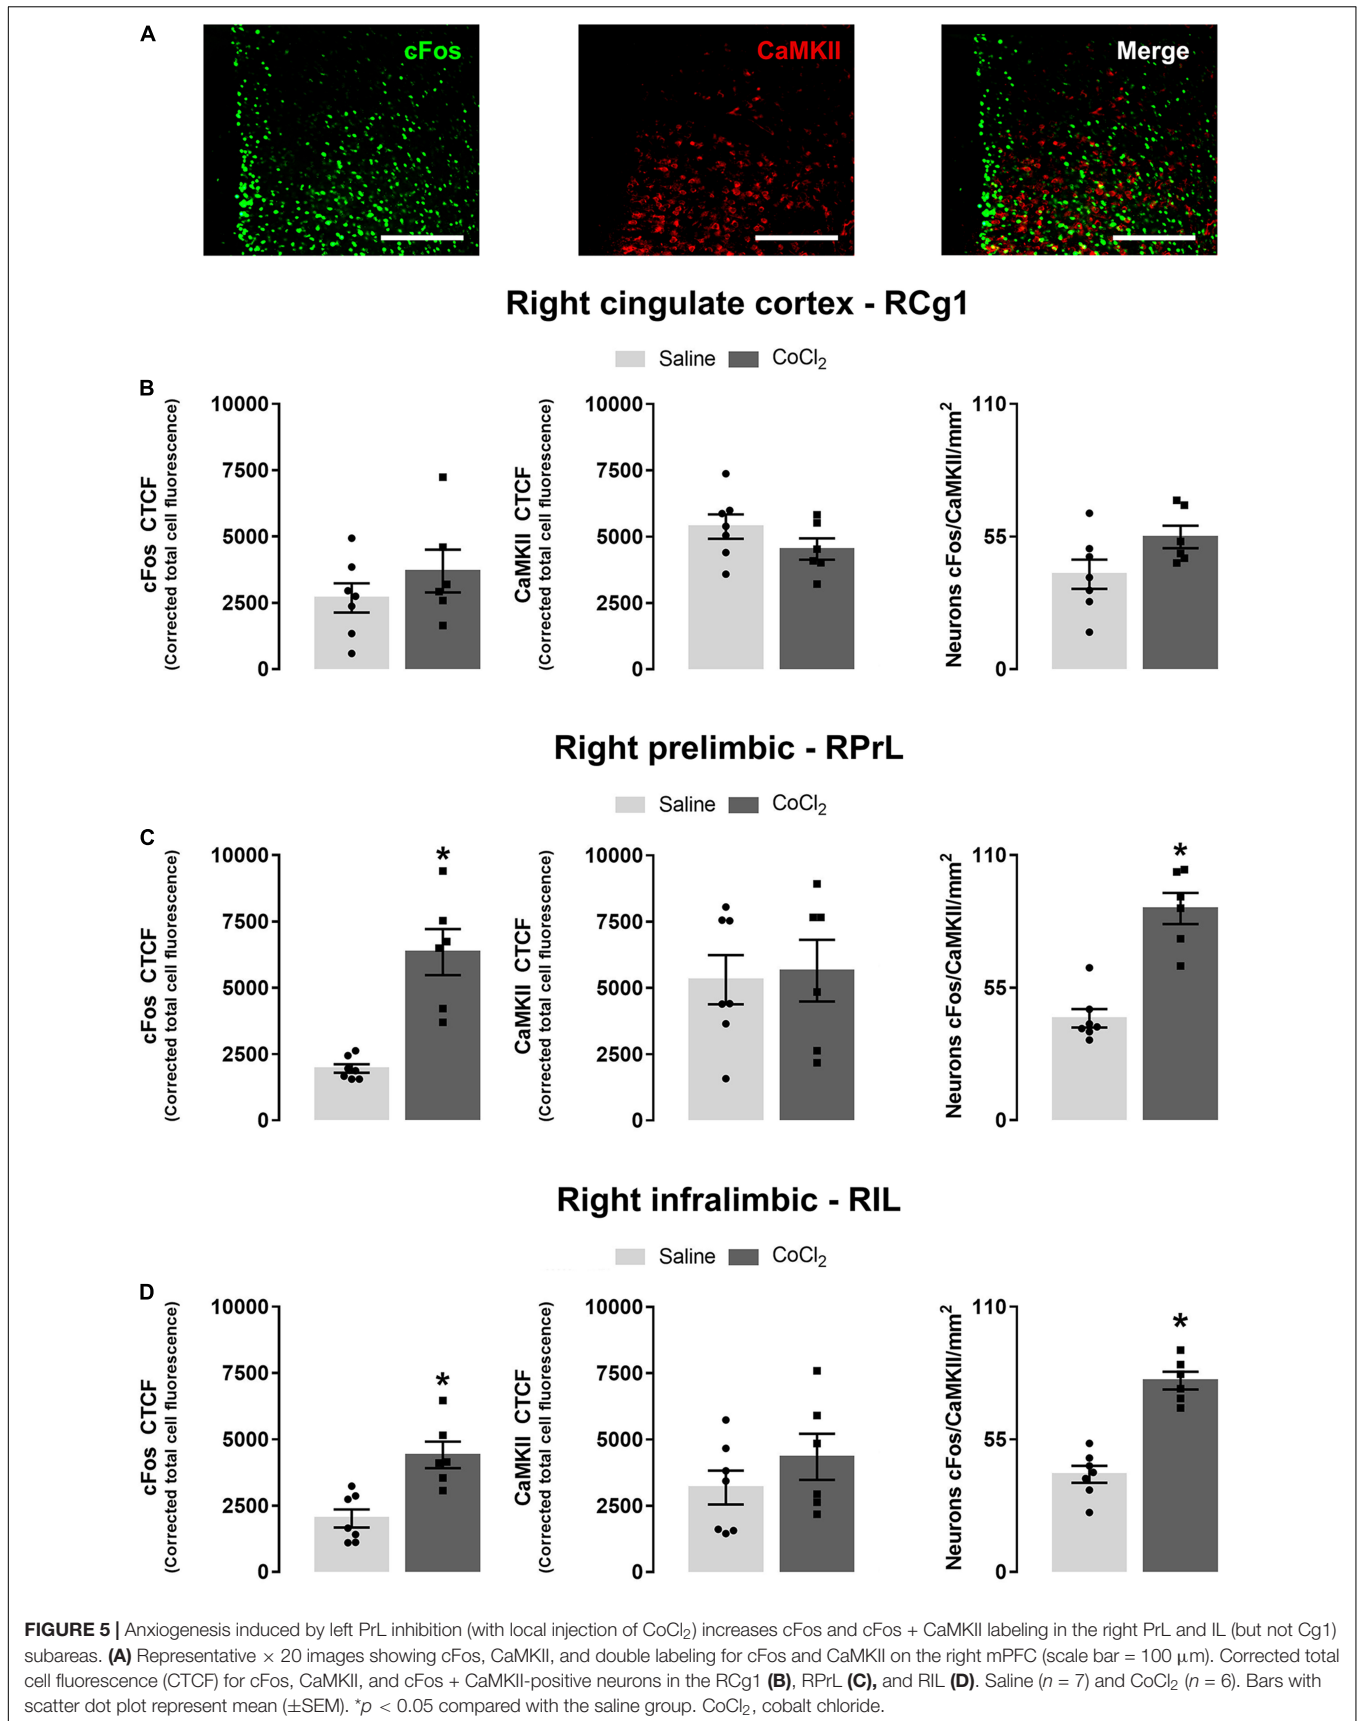 A
cFos
CaMKII
Merge
Right cingulate cortex - RCg1
Saline
CoCl₂
B
cFos CTCF
(Corrected total cell fluorescence)
10000
7500
5000
2500
0
CaMKII CTCF
(Corrected total cell fluorescence)
10000
7500
5000
2500
0
Neurons cFos/CaMKII/mm²
110
55
0
Right prelimbic - RPrL
Saline
CoCl₂
C
cFos CTCF
(Corrected total cell fluorescence)
10000
7500
5000
2500
0
*
CaMKII CTCF
(Corrected total cell fluorescence)
10000
7500
5000
2500
0
Neurons cFos/CaMKII/mm²
110
55
0
*
Right infralimbic - RIL
Saline
CoCl₂
D
cFos CTCF
(Corrected total cell fluorescence)
10000
7500
5000
2500
0
*
CaMKII CTCF
(Corrected total cell fluorescence)
10000
7500
5000
2500
0
Neurons cFos/CaMKII/mm²
110
55
0
*
FIGURE 5 | Anxiogenesis induced by left PrL inhibition (with local injection of CoCl₂) increases cFos and cFos + CaMKII labeling in the right PrL and IL (but not Cg1)
subareas. (A) Representative × 20 images showing cFos, CaMKII, and double labeling for cFos and CaMKII on the right mPFC (scale bar = 100 μm). Corrected total
cell fluorescence (CTCF) for cFos, CaMKII, and cFos + CaMKII-positive neurons in the RCg1 (B), RPrL (C), and RIL (D). Saline (n = 7) and CoCl₂ (n = 6). Bars with
scatter dot plot represent mean (±SEM). *p < 0.05 compared with the saline group. CoCl₂, cobalt chloride.